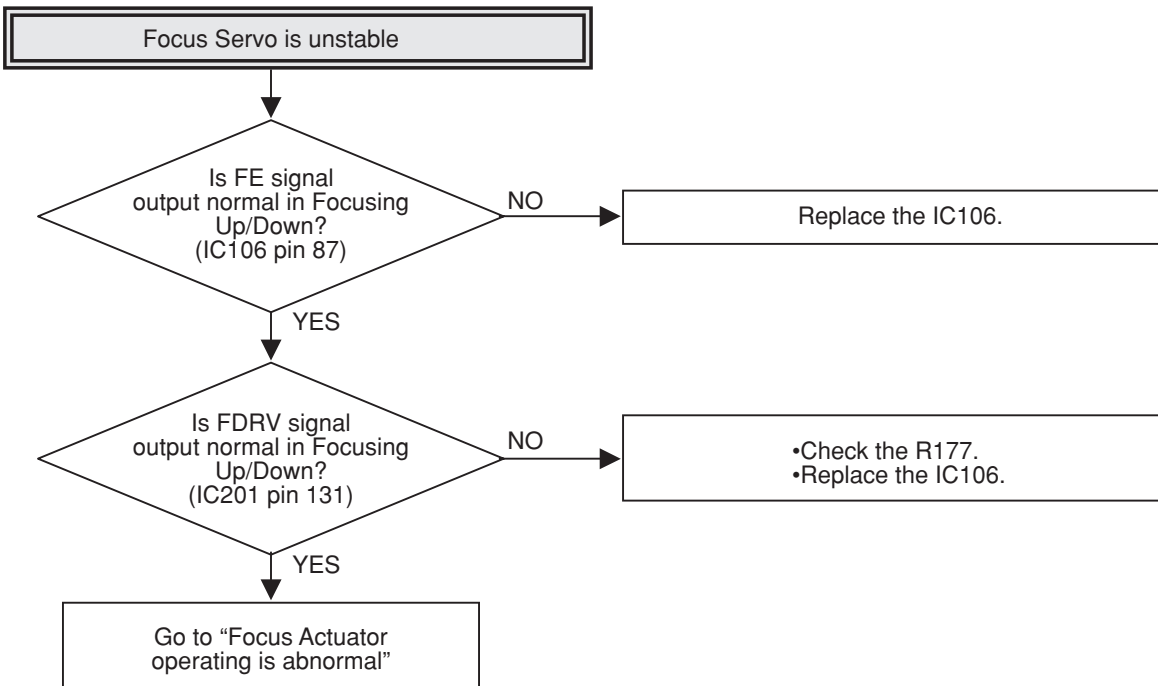 Focus Servo is unstable
Is FE signal
output normal in Focusing
Up/Down?
(IC106 pin 87)
NO
Replace the IC106.
YES
Is FDRV signal
output normal in Focusing
Up/Down?
(IC201 pin 131)
NO
•Check the R177.
•Replace the IC106.
YES
Go to “Focus Actuator
operating is abnormal”